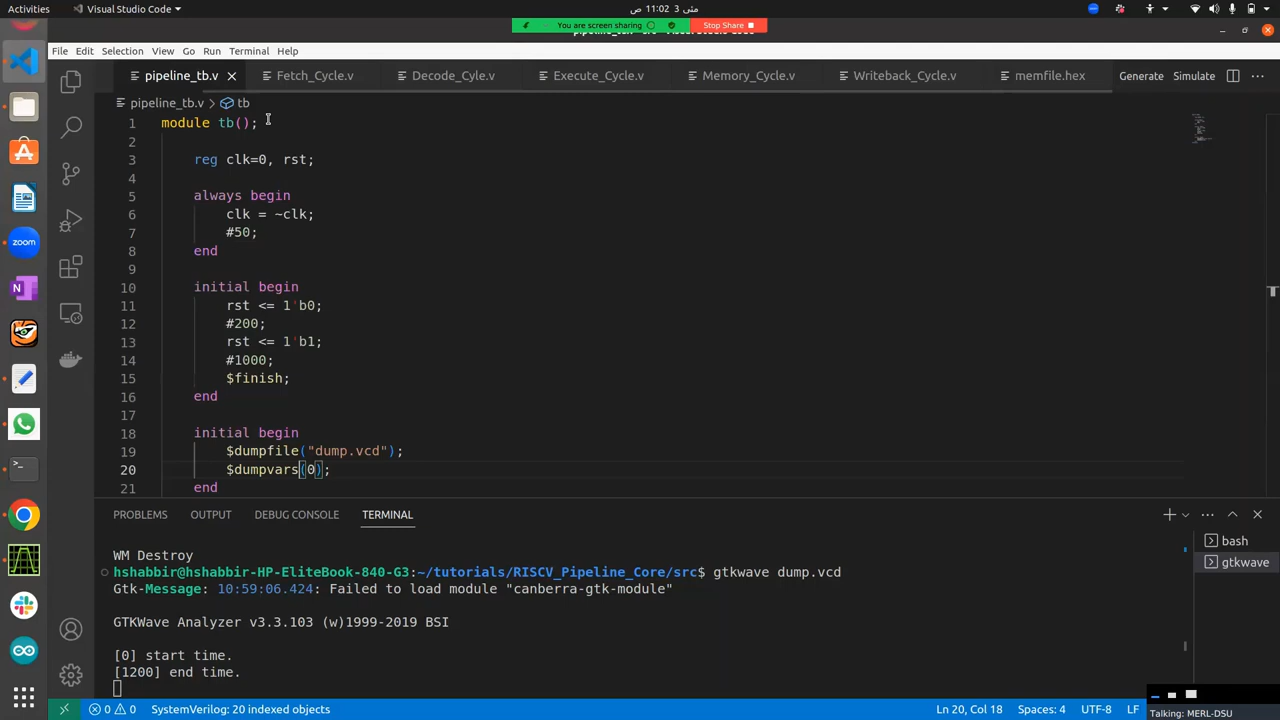 Activities
Visual Studio Code
مئی 3 11:02 ص
You are screen sharing
Stop Share
File Edit Selection View Go Run Terminal Help
pipeline_tb.v Fetch_Cycle.v Decode_Cyle.v Execute_Cycle.v Memory_Cycle.v Writeback_Cycle.v memfile.hex Generate Simulate
pipeline_tb.v > tb
1 module tb();
2
3 reg clk=0, rst;
4
5 always begin
6 clk = ~clk;
7 #50;
8 end
9
10 initial begin
11 rst <= 1'b0;
12 #200;
13 rst <= 1'b1;
14 #1000;
15 $finish;
16 end
17
18 initial begin
19 $dumpfile("dump.vcd");
20 $dumpvars(0);
21 end
PROBLEMS OUTPUT DEBUG CONSOLE TERMINAL
WM Destroy
hshabbir@hshabbir-HP-EliteBook-840-G3:~/tutorials/RISCV_Pipeline_Core/src$ gtkwave dump.vcd
Gtk-Message: 10:59:06.424: Failed to load module "canberra-gtk-module"
GTKWave Analyzer v3.3.103 (w)1999-2019 BSI
[0] start time.
[1200] end time.
bash
gtkwave
zoom
0 0 SystemVerilog: 20 indexed objects Ln 20, Col 18 Spaces: 4 UTF-8 LF
Talking: MERL-DSU